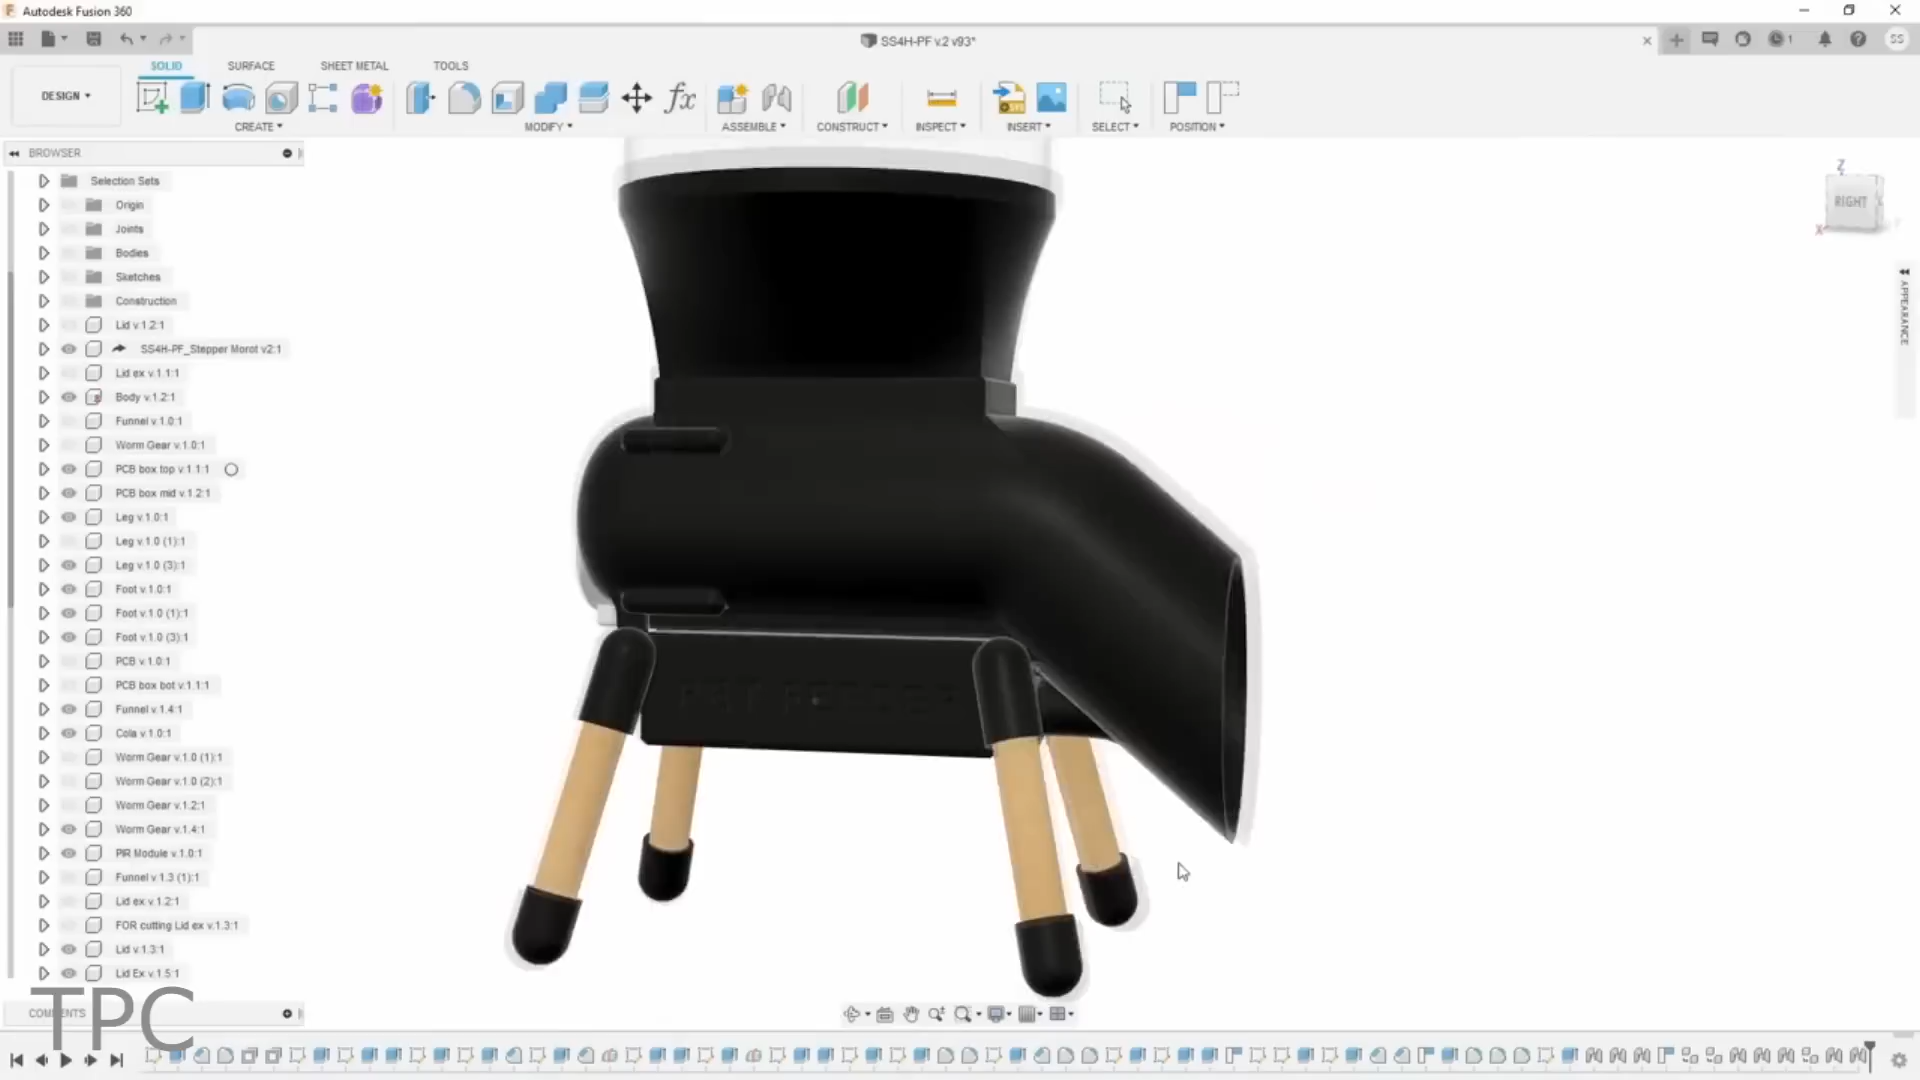 Autodesk Fusion 360
SS4H-PF v.2 v93*
1
SS
DESIGN
SOLID
SURFACE
SHEET METAL
TOOLS
fx
CREATE
MODIFY
ASSEMBLE
CONSTRUCT
INSPECT
INSERT
SELECT
POSITION
BROWSER
Selection Sets
Origin
Joints
Bodies
Sketches
Construction
Lid v.1.2:1
SS4H-PF_Stepper Morot v2:1
Lid ex v.1.1:1
Body v.1.2:1
Funnel v.1.0:1
Worm Gear v.1.0:1
PCB box top v.1.1:1
PCB box mid v.1.2:1
Leg v.1.0:1
Leg v.1.0 (1):1
Leg v.1.0 (3):1
Foot v.1.0:1
Foot v.1.0 (1):1
Foot v.1.0 (3):1
PCB v.1.0:1
PCB box bot v.1.1:1
Funnel v.1.4:1
Cola v.1.0:1
Worm Gear v.1.0 (1):1
Worm Gear v.1.0 (2):1
Worm Gear v.1.2:1
Worm Gear v.1.4:1
PIR Module v.1.0:1
Funnel v.1.3 (1):1
Lid ex v.1.2:1
FOR cutting Lid ex v.1.3:1
Lid v.1.3:1
Lid Ex v.1.5:1
COMMENTS
TPC
PET FEEDER
Z
RIGHT
X
APPEARANCE